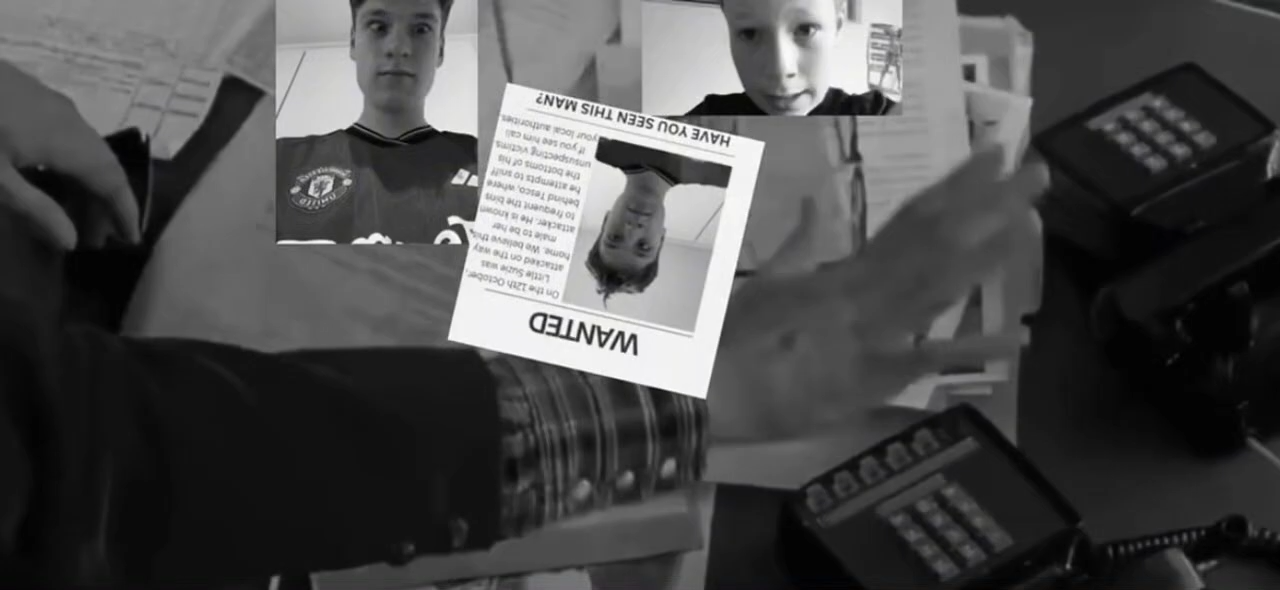 WANTED
On the 12th October,
Little Suzie was
attacked on the way
home. We believe this
male to be her
attacker. He is known
to frequent the bins
behind Tesco, where
he attempts to sniff
the bottoms of his
unsuspecting victims
If you see him call
your local authorities.
HAVE YOU SEEN THIS MAN?
UNITED